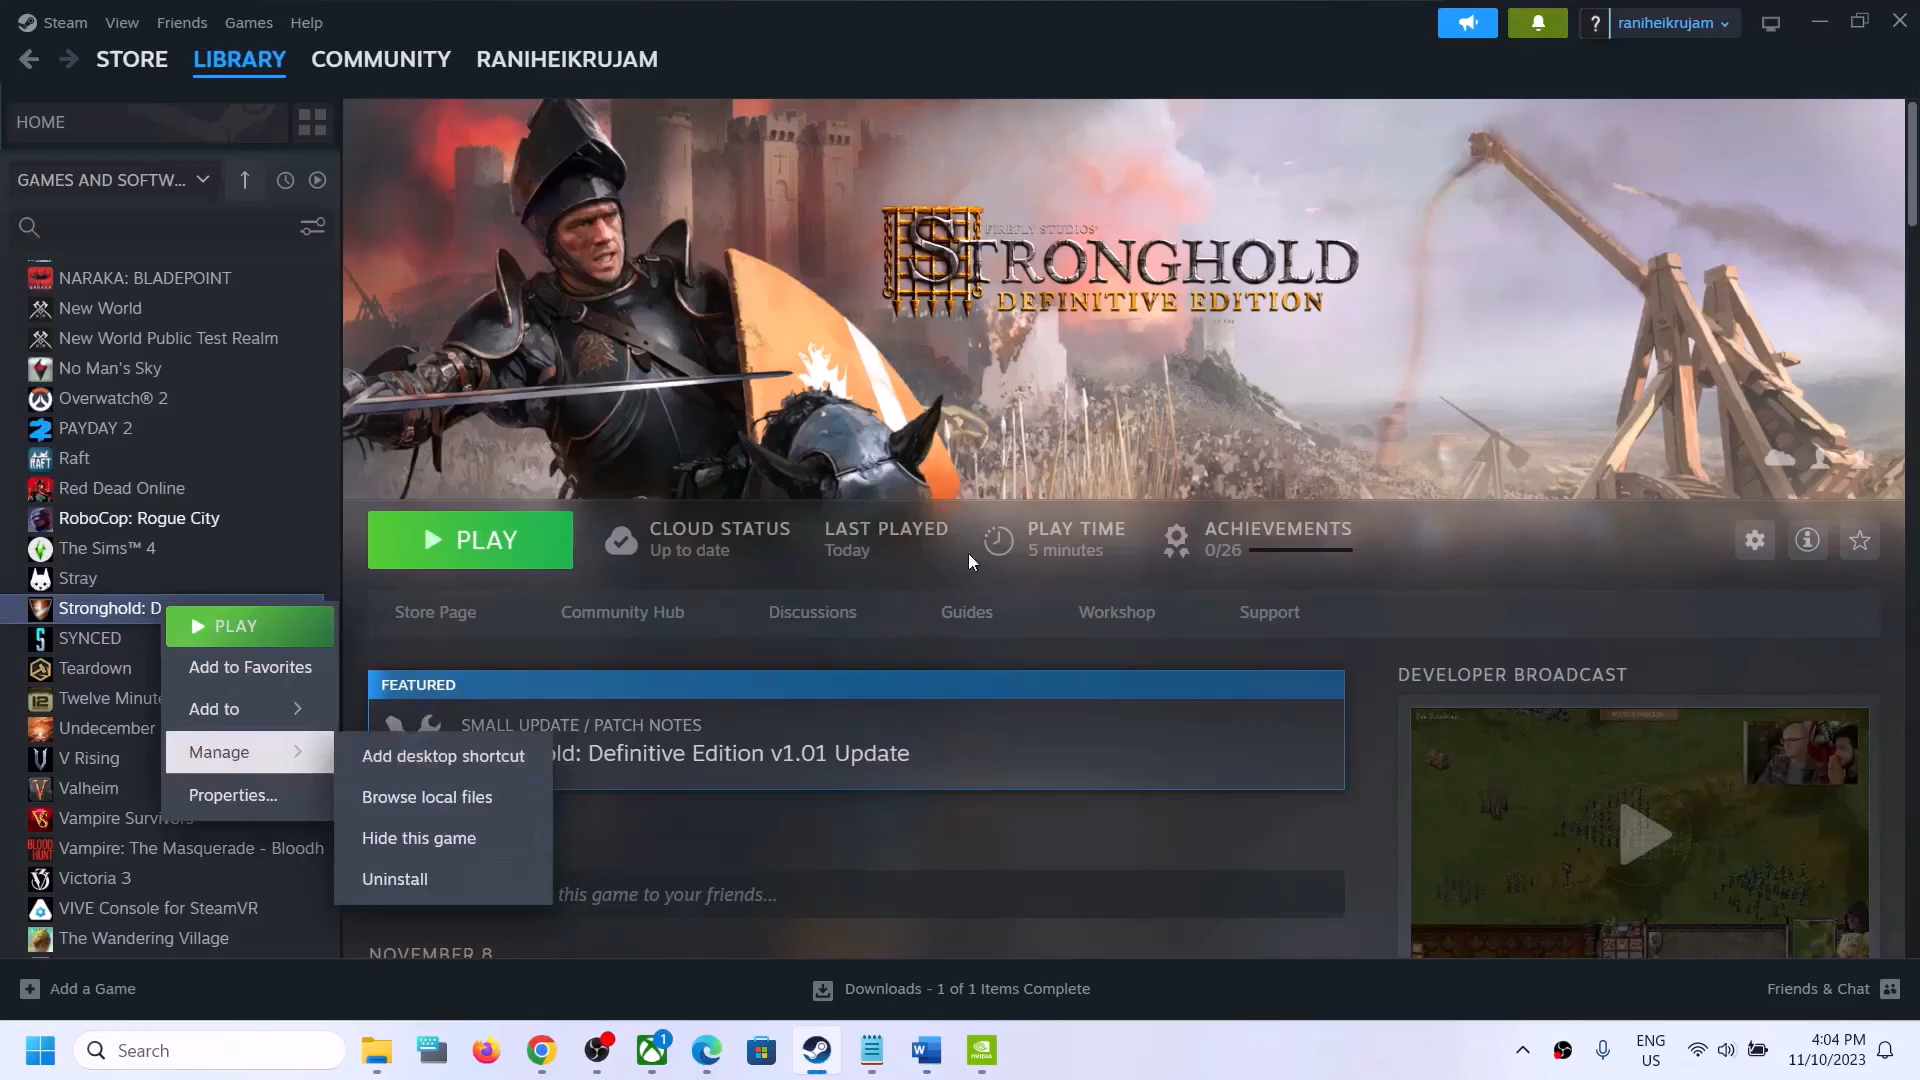 Steam View Friends Games Help
raniheikrujam
STORE LIBRARY COMMUNITY RANIHEIKRUJAM
HOME
GAMES AND SOFTW...
NARAKA: BLADEPOINT
New World
New World Public Test Realm
No Man's Sky
Overwatch® 2
PAYDAY 2
Raft
Red Dead Online
RoboCop: Rogue City
The Sims™ 4
Stray
Stronghold: D
SYNCED
Teardown
Twelve Minute
Undecember
V Rising
Valheim
Vampire Survivors
Vampire: The Masquerade - Bloodh
Victoria 3
VIVE Console for SteamVR
The Wandering Village
PLAY
Add to Favorites
Add to
Manage
Properties...
Add desktop shortcut
Browse local files
Hide this game
Uninstall
FIREFLY STUDIOS'
STRONGHOLD
DEFINITIVE EDITION
PLAY
CLOUD STATUS
Up to date
LAST PLAYED
Today
PLAY TIME
5 minutes
ACHIEVEMENTS
0/26
Store Page Community Hub Discussions Guides Workshop Support
FEATURED
SMALL UPDATE / PATCH NOTES
old: Definitive Edition v1.01 Update
this game to your friends...
NOVEMBER 8
DEVELOPER BROADCAST
Add a Game
Downloads - 1 of 1 Items Complete
Friends & Chat
Search
1
ENG
US
4:04 PM
11/10/2023